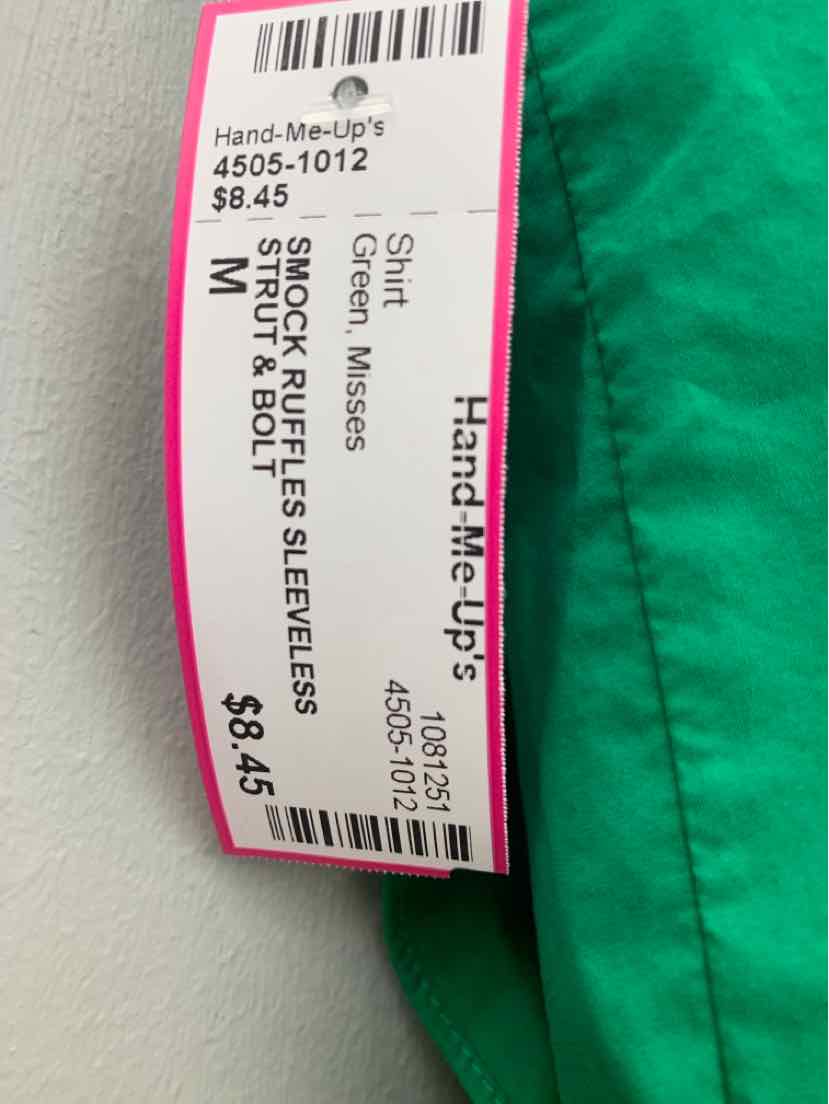 Hand-Me-Up's
4505-1012
$8.45
Hand-Me-Up's
1081251
4505-1012
Shirt
Green, Misses
SMOCK RUFFLES SLEEVELESS
STRUT & BOLT
M
$8.45